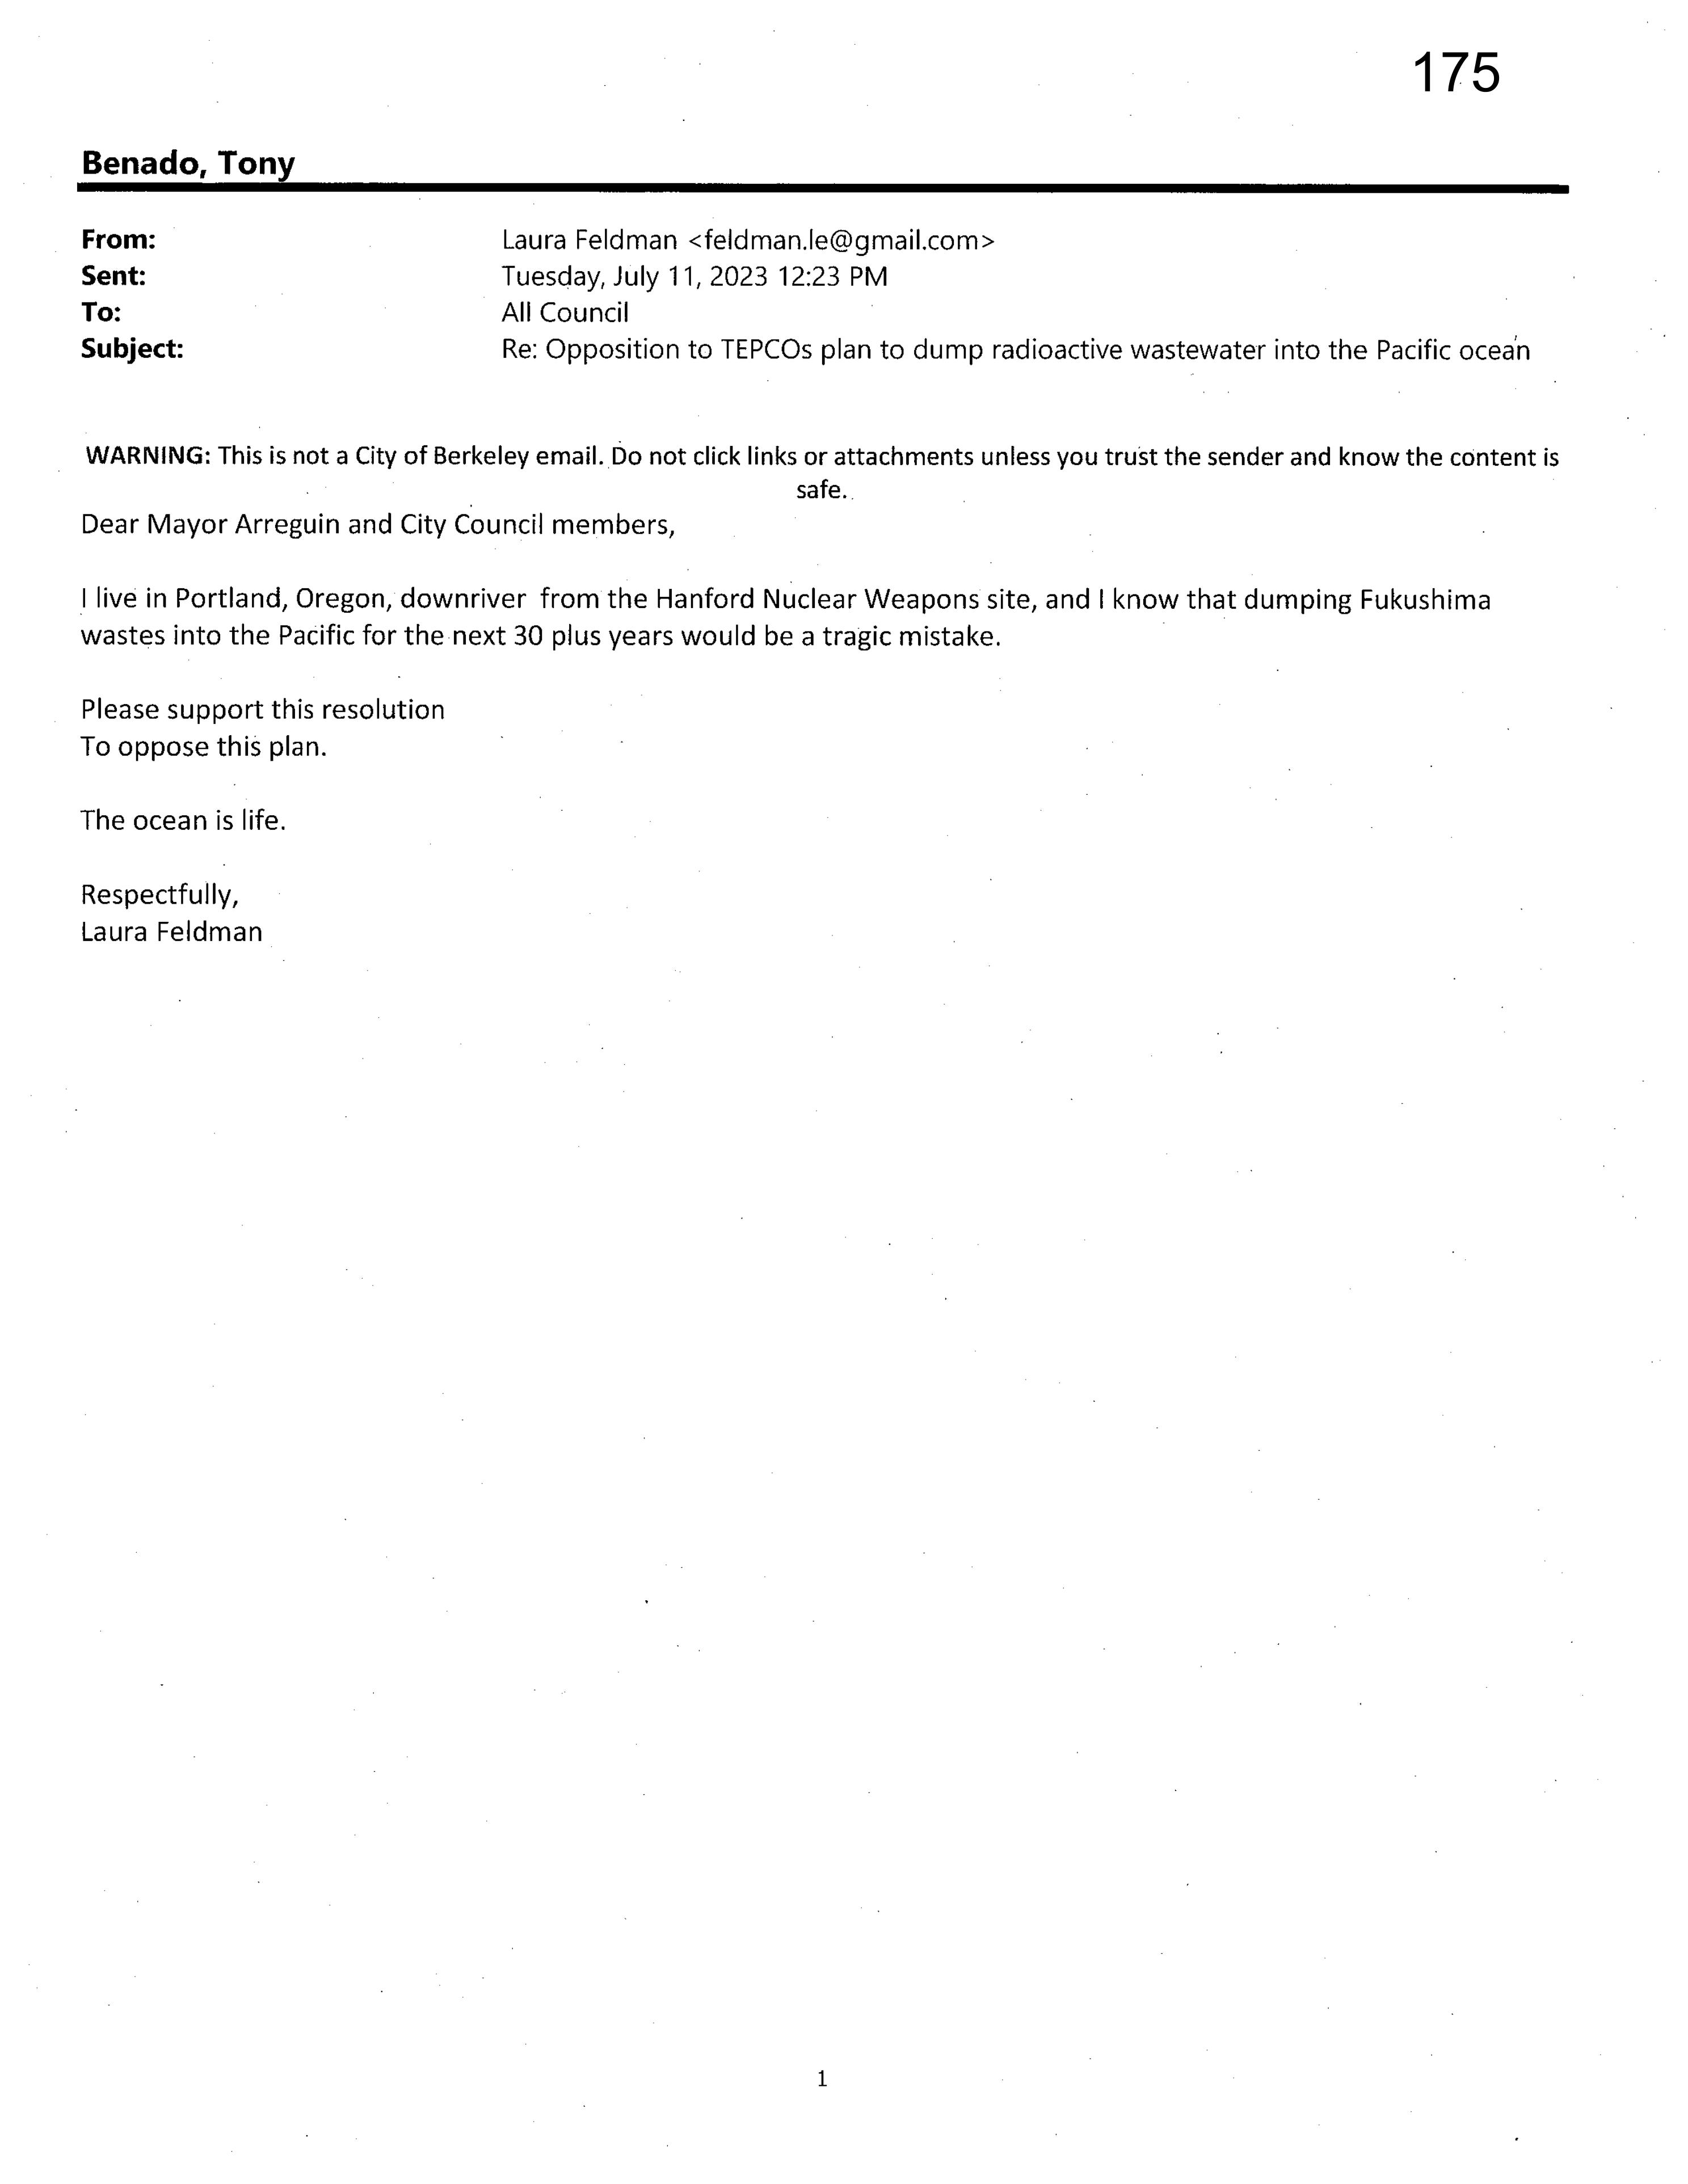 175
Benado, Tony
From: Laura Feldman <feldman.le@gmail.com>
Sent: Tuesday, July 11, 2023 12:23 PM
To: All Council
Subject: Re: Opposition to TEPCOs plan to dump radioactive wastewater into the Pacific ocean
WARNING: This is not a City of Berkeley email. Do not click links or attachments unless you trust the sender and know the content is
safe.
Dear Mayor Arreguin and City Council members,
I live in Portland, Oregon, downriver from the Hanford Nuclear Weapons site, and I know that dumping Fukushima
wastes into the Pacific for the next 30 plus years would be a tragic mistake.
Please support this resolution
To oppose this plan.
The ocean is life.
Respectfully,
Laura Feldman
1